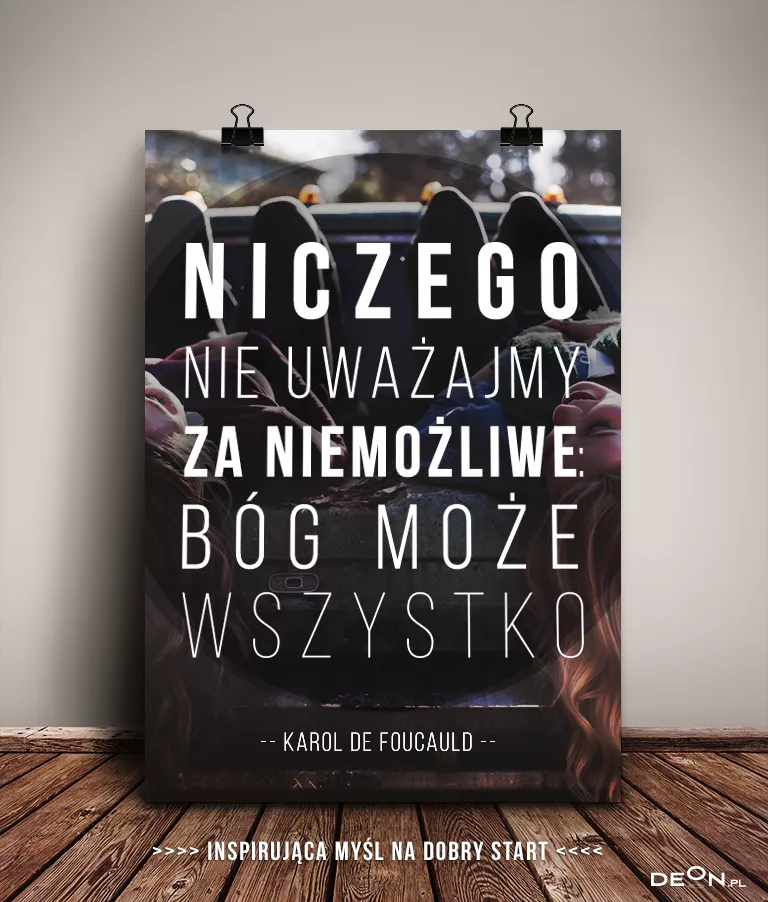 NICZEGO
NIE UWAŻAJMY
ZA NIEMOŻLIWE:
BÓG MOŻE
WSZYSTKO
-- KAROL DE FOUCAULD --
>>>> INSPIRUJĄCA MYŚL NA DOBRY START <<<<
DEON.PL